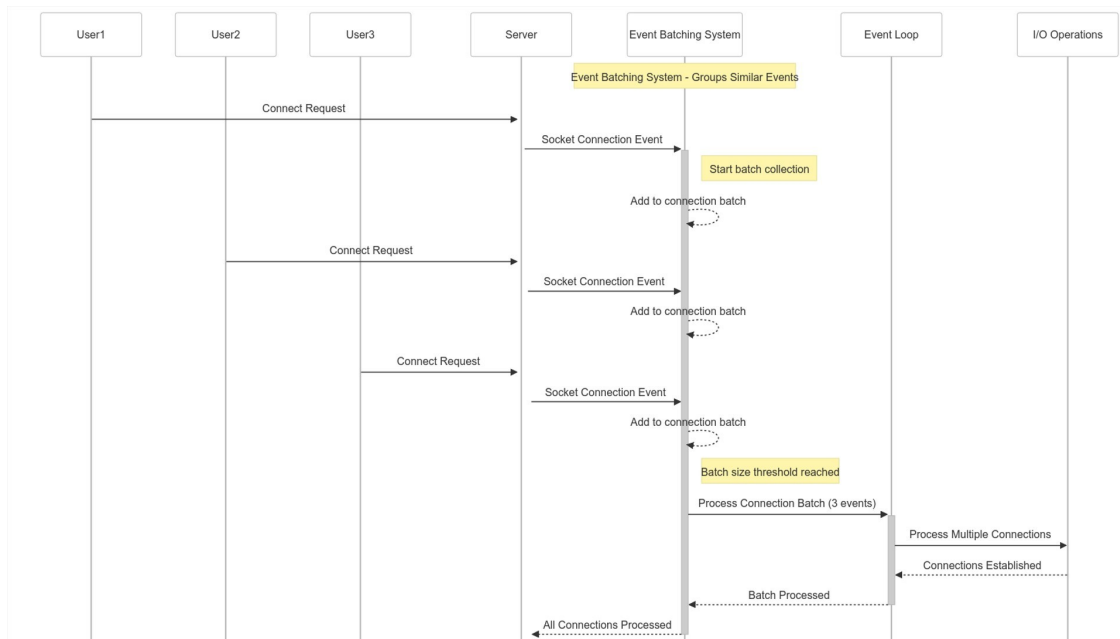 User1
User2
User3
Server
Event Batching System
Event Loop
I/O Operations
Event Batching System - Groups Similar Events
Connect Request
Socket Connection Event
Start batch collection
Add to connection batch
Connect Request
Socket Connection Event
Add to connection batch
Connect Request
Socket Connection Event
Add to connection batch
Batch size threshold reached
Process Connection Batch (3 events)
Process Multiple Connections
Connections Established
Batch Processed
All Connections Processed